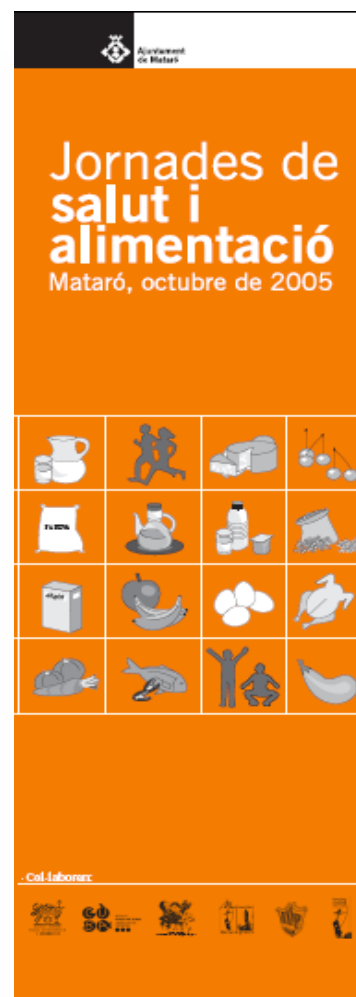 Ajuntament
de Mataró
Jornades de
salut i
alimentació
Mataró, octubre de 2005
Col·laboren: